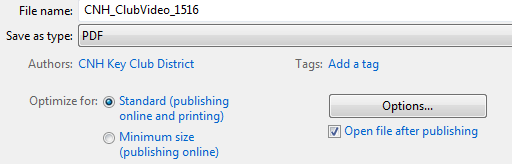 File name: CNH_ClubVideo_1516
Save as type: PDF
Authors: CNH Key Club District Tags: Add a tag
Optimize for: Standard (publishing
online and printing)
Options...
Minimum size
(publishing online)
Open file after publishing